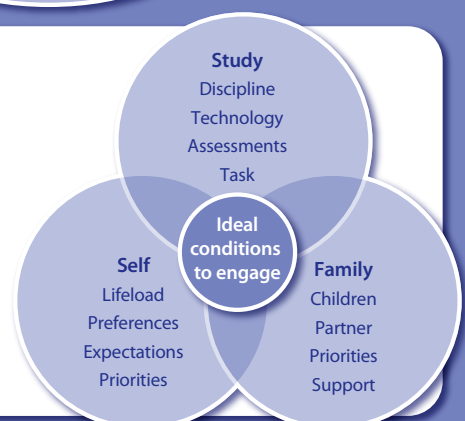 Study
Discipline
Technology
Assessments
Task
Ideal
conditions
to engage
Self
Lifeload
Preferences
Expectations
Priorities
Family
Children
Partner
Priorities
Support